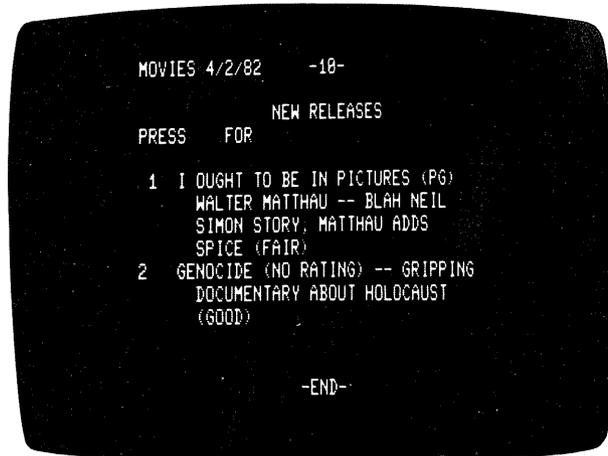 MOVIES 4/2/82 -10-
NEW RELEASES
PRESS FOR
1 I OUGHT TO BE IN PICTURES (PG)
WALTER MATTHAU -- BLAH NEIL
SIMON STORY; MATTHAU ADDS
SPICE (FAIR)
2 GENOCIDE (NO RATING) -- GRIPPING
DOCUMENTARY ABOUT HOLOCAUST
(GOOD)
-END-